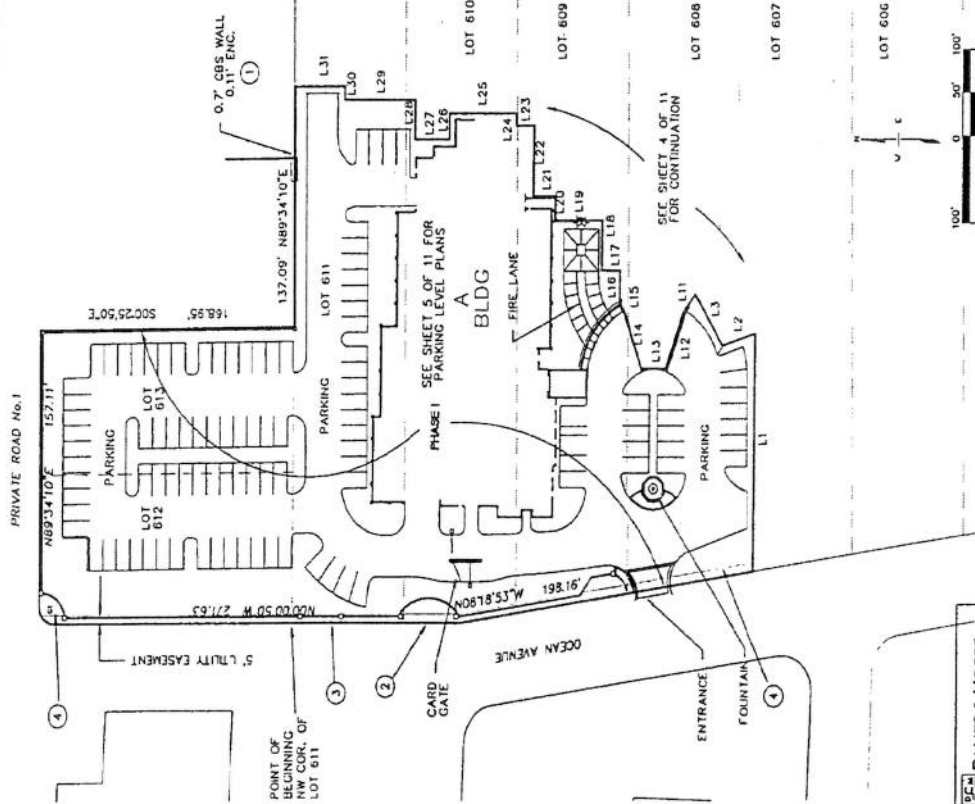 PRIVATE ROAD No.1
N89°34'10"E 157.11'
168.95' S00°25'50"E
0.7' CBS WALL
0.11' ENC.
1
137.09' N89°34'10"E
L31
L30
L29
L28
L27
L26
L25
L24
L23
L22
L21
L20
L19
L18
L17
L16
L15
L14
L13
L12
L11
L3
L2
L1
LOT 610
LOT 609
LOT 608
LOT 607
LOT 606
PARKING
LOT
613
LOT
612
PARKING
LOT 611
4
5' UTILITY EASEMENT
N00°00'50"W 271.63
POINT OF
BEGINNING
NW COR. OF
LOT 611
3
2
CARD
GATE
198.16'
OCEAN AVENUE
PHASE I
SEE SHEET 5 OF 11 FOR
PARKING LEVEL PLANS
A
BLDG
FIRE LANE
SEE SHEET 4 OF 11
FOR CONTINUATION
PARKING
ENTRANCE
FOUNTAIN
4
N
E
100'
50'
0
100'